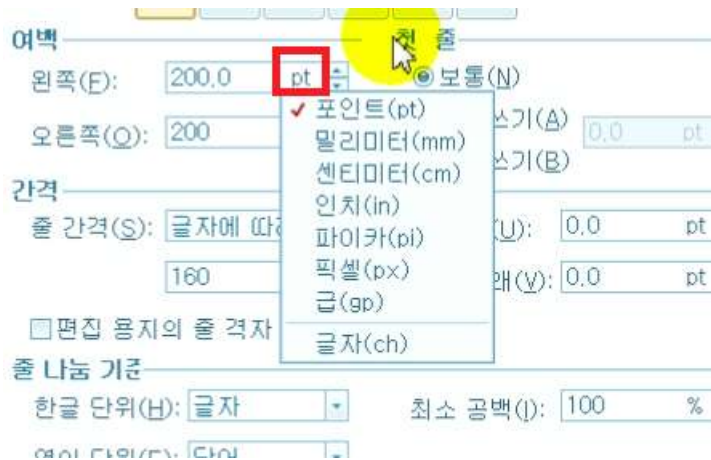 여백
첫 줄
왼쪽(F): 200.0 pt
보통(N)
오른쪽(O): 200
쓰기(A) 0.0 pt
쓰기(B)
포인트(pt)
밀리미터(mm)
센티미터(cm)
인치(in)
파이카(pi)
픽셀(px)
급(gp)
글자(ch)
간격
줄 간격(S): 글자에 따라
(U): 0.0 pt
160
(V): 0.0 pt
편집 용지의 줄 격자
줄 나눔 기준
한글 단위(H): 글자
최소 공백(I): 100 %